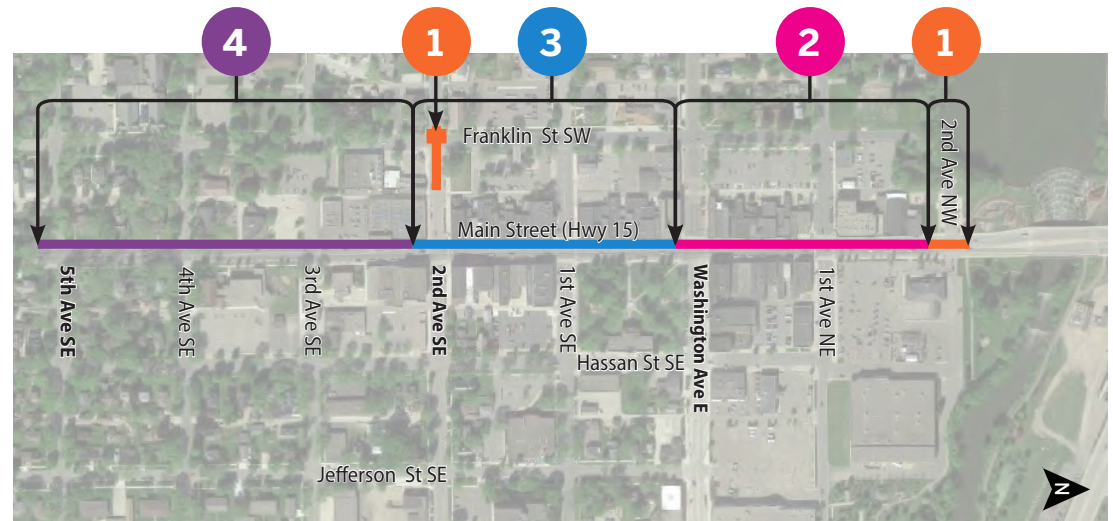 4
1
3
2
1
Franklin St SW
2nd Ave NW
Main Street (Hwy 15)
5th Ave SE
4th Ave SE
3rd Ave SE
2nd Ave SE
1st Ave SE
Washington Ave E
1st Ave NE
Hassan St SE
Jefferson St SE
N